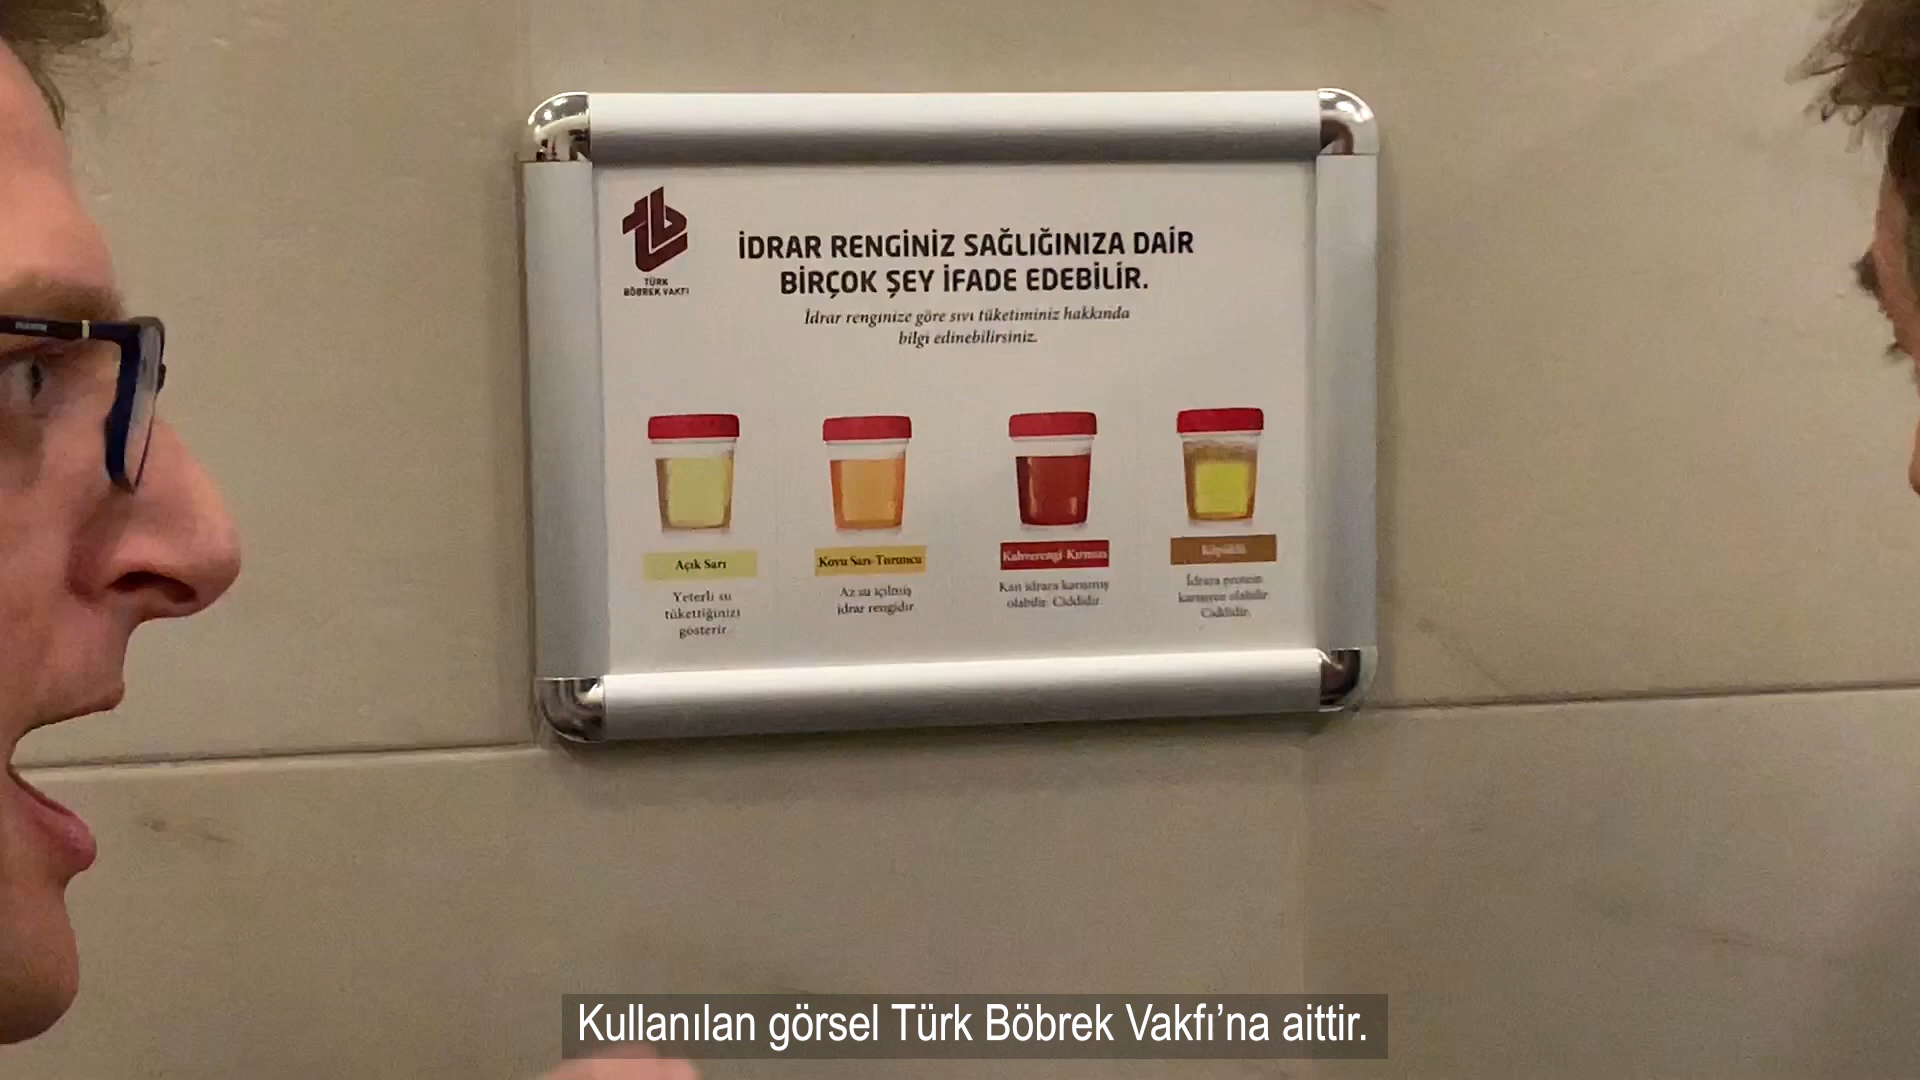 TÜRK
BÖBREK VAKFI
İDRAR RENGİNİZ SAĞLIĞINIZA DAİR
BİRÇOK ŞEY İFADE EDEBİLİR.
İdrar renginize göre sıvı tüketiminiz hakkında
bilgi edinebilirsiniz.
Açık Sarı
Yeterli su
tükettiğinizi
gösterir.
Koyu Sarı-Turuncu
Az su içilmiş
idrar rengidir.
Kahverengi-Kırmızı
Kan idrara karışmış
olabilir. Ciddidir.
Köpüklü
İdrara protein
karışıyor olabilir.
Ciddidir.
Kullanılan görsel Türk Böbrek Vakfı’na aittir.